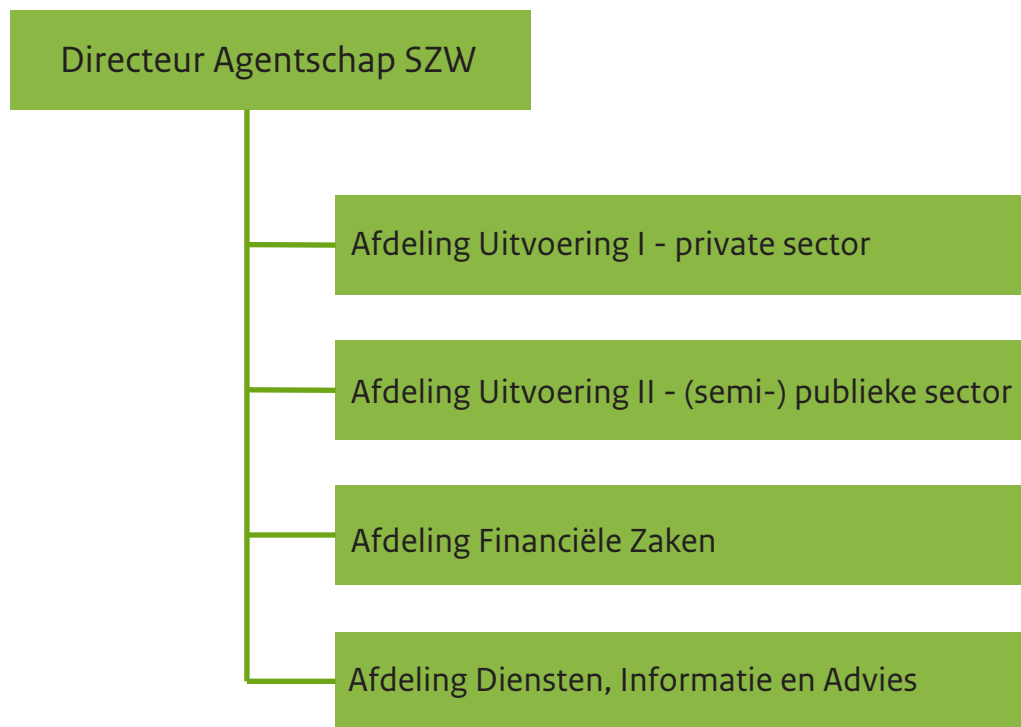 Directeur Agentschap SZW
Afdeling Uitvoering I - private sector
Afdeling Uitvoering II - (semi-) publieke sector
Afdeling Financiële Zaken
Afdeling Diensten, Informatie en Advies